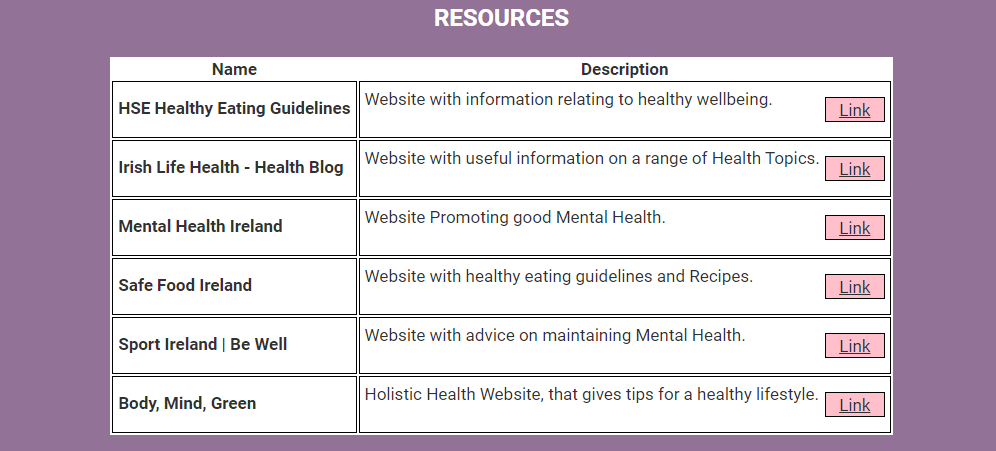 RESOURCES
Name Description
HSE Healthy Eating Guidelines Website with information relating to healthy wellbeing. Link
Irish Life Health - Health Blog Website with useful information on a range of Health Topics. Link
Mental Health Ireland Website Promoting good Mental Health. Link
Safe Food Ireland Website with healthy eating guidelines and Recipes. Link
Sport Ireland | Be Well Website with advice on maintaining Mental Health. Link
Body, Mind, Green Holistic Health Website, that gives tips for a healthy lifestyle. Link